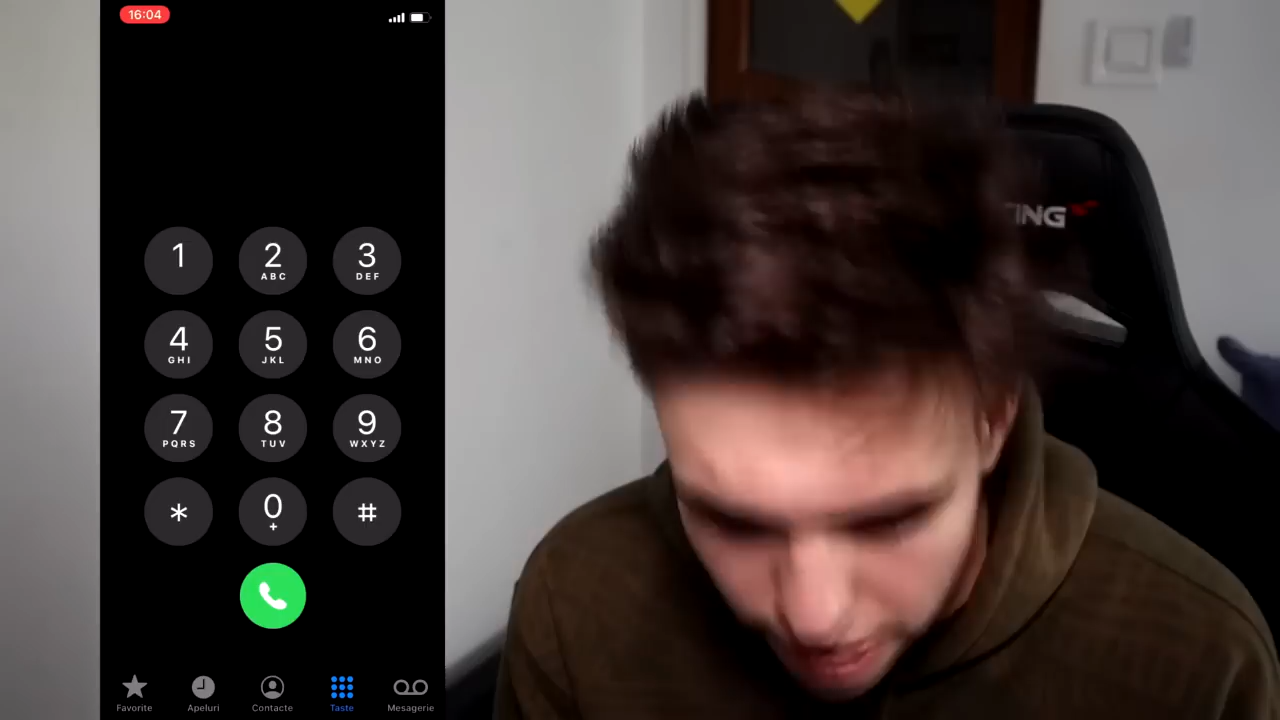 16:04
1
2
ABC
3
DEF
4
GHI
5
JKL
6
MNO
7
PQRS
8
TUV
9
WXYZ
*
0
+
#
Favorite
Apeluri
Contacte
Taste
Mesagerie
ING